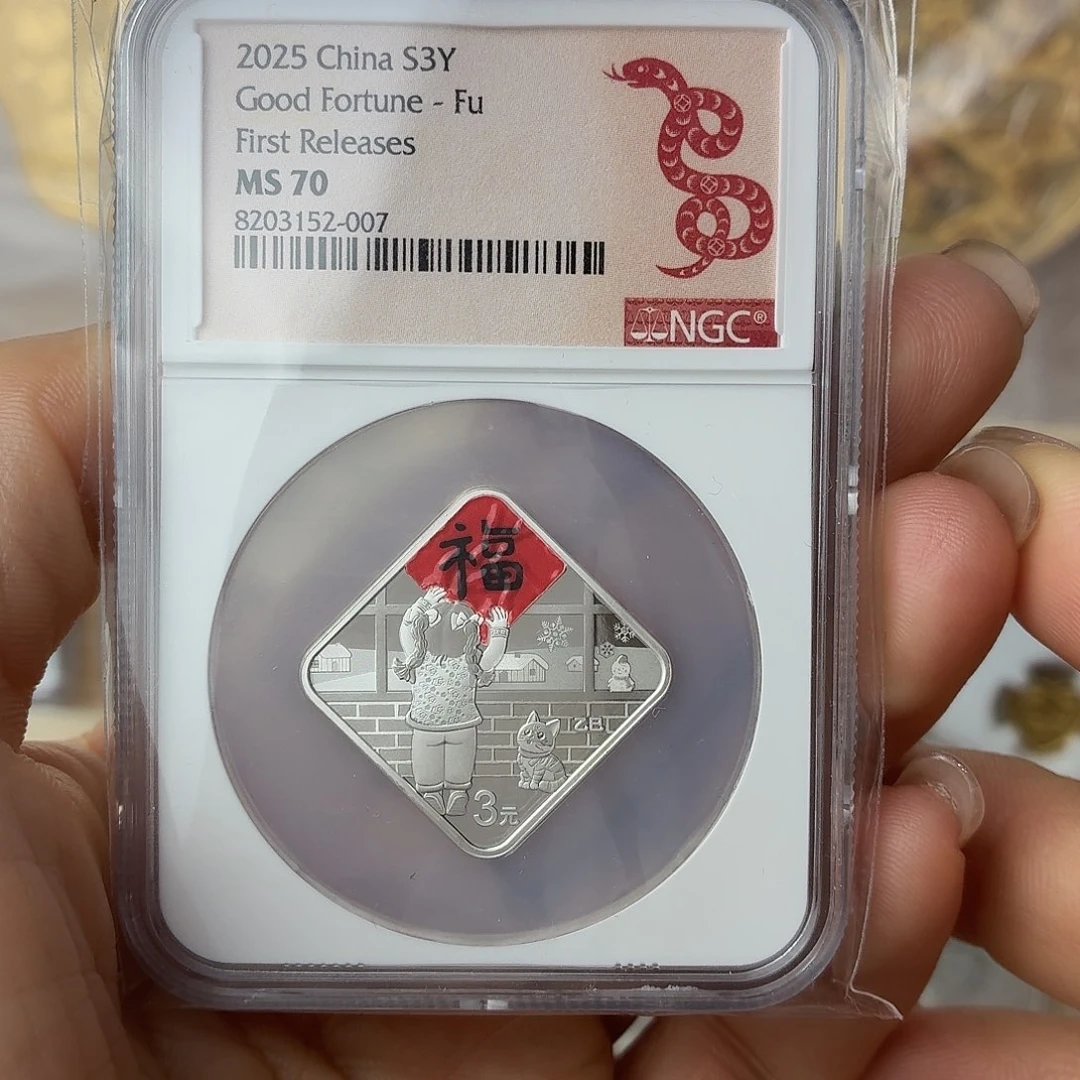 2025 China S3Y
Good Fortune - Fu
First Releases
MS 70
8203152-007
NGC®
福
3元